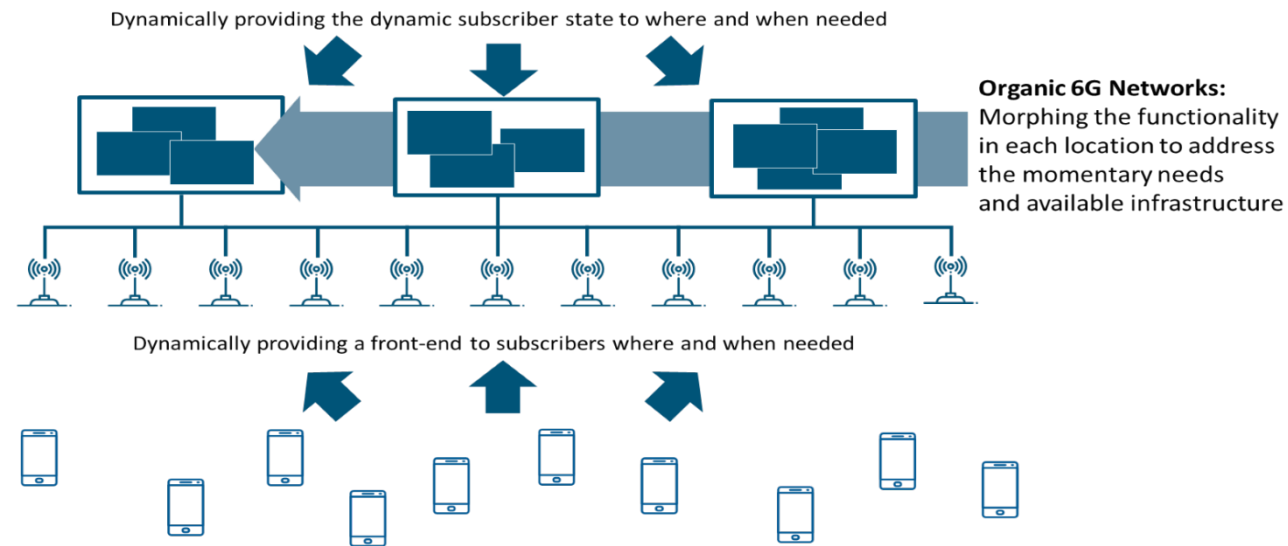 Dynamically providing the dynamic subscriber state to where and when needed
Organic 6G Networks:
Morphing the functionality
in each location to address
the momentary needs
and available infrastructure
Dynamically providing a front-end to subscribers where and when needed